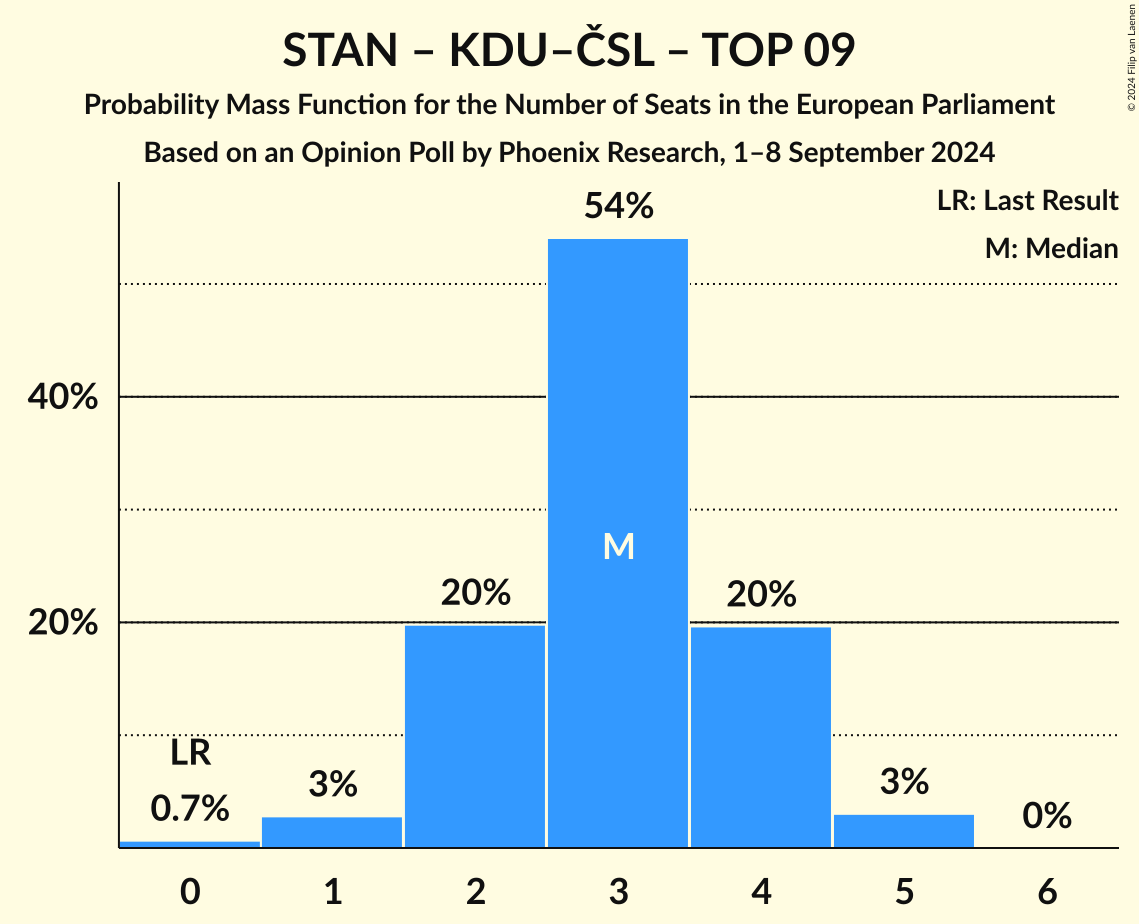 STAN – KDU–ČSL – TOP 09
Probability Mass Function for the Number of Seats in the European Parliament
Based on an Opinion Poll by Phoenix Research, 1–8 September 2024
© 2024 Filip van Laenen
LR: Last Result
M: Median
54%
40%
M
20%
20%
20%
LR
0.7%
3%
3%
0%
0 1 2 3 4 5 6